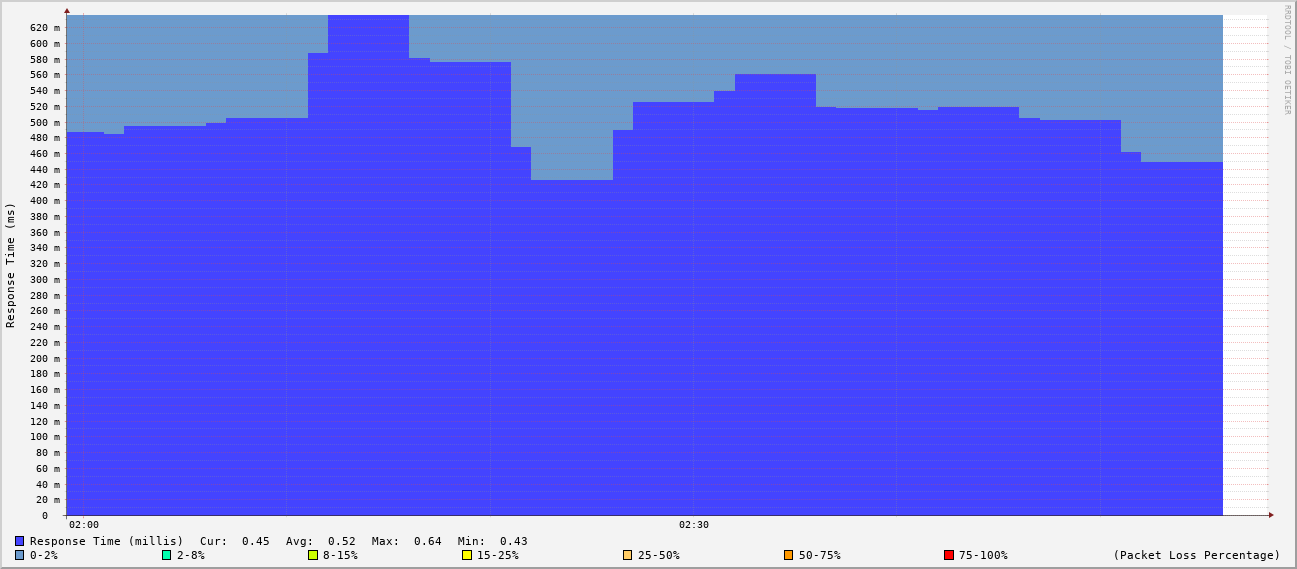 RRDTOOL / TOBI OETIKER
Response Time (ms)
620 m
600 m
580 m
560 m
540 m
520 m
500 m
480 m
460 m
440 m
420 m
400 m
380 m
360 m
340 m
320 m
300 m
280 m
260 m
240 m
220 m
200 m
180 m
160 m
140 m
120 m
100 m
80 m
60 m
40 m
20 m
0
02:00 02:30
Response Time (millis) Cur: 0.45 Avg: 0.52 Max: 0.64 Min: 0.43
0-2% 2-8% 8-15% 15-25% 25-50% 50-75% 75-100% (Packet Loss Percentage)